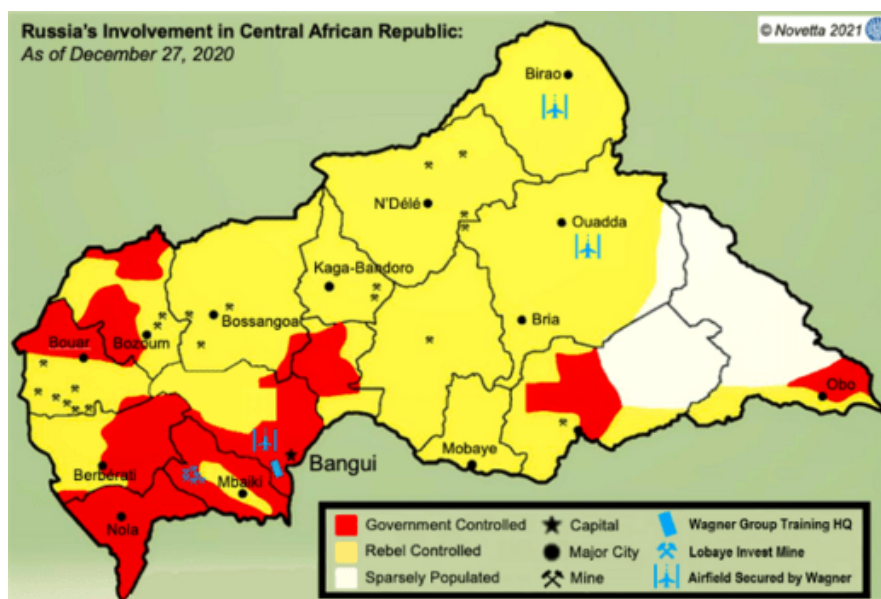 Russia's Involvement in Central African Republic:
As of December 27, 2020
© Novetta 2021
Birao
N'Délé
Ouadda
Kaga-Bandoro
Bossangoa
Bria
Bouar
Bozoum
Obo
Bangui
Mobaye
Berbérati
Mbaiki
Nola
Government Controlled
Capital
Wagner Group Training HQ
Rebel Controlled
Major City
Lobaye Invest Mine
Sparsely Populated
Mine
Airfield Secured by Wagner